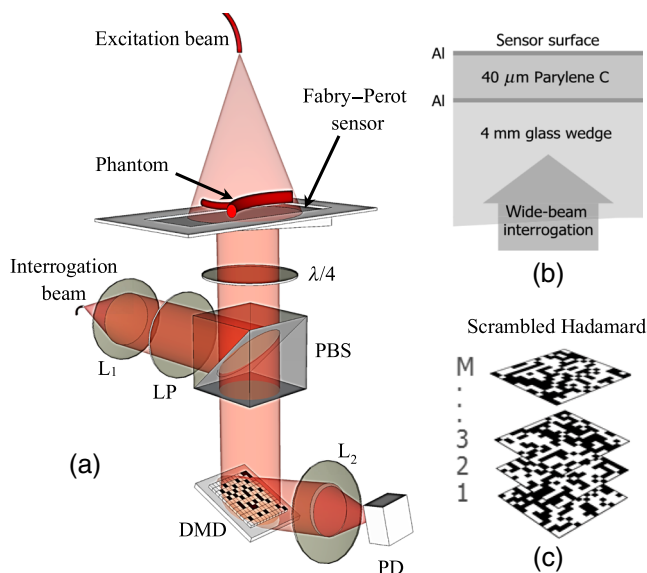 Excitation beam
Fabry–Perot
sensor
Phantom
Interrogation
beam
λ/4
L₁
LP
PBS
(a)
L₂
DMD
PD
Sensor surface
Al
40 μm Parylene C
Al
4 mm glass wedge
Wide-beam
interrogation
(b)
Scrambled Hadamard
M
.
.
.
3
2
1
(c)